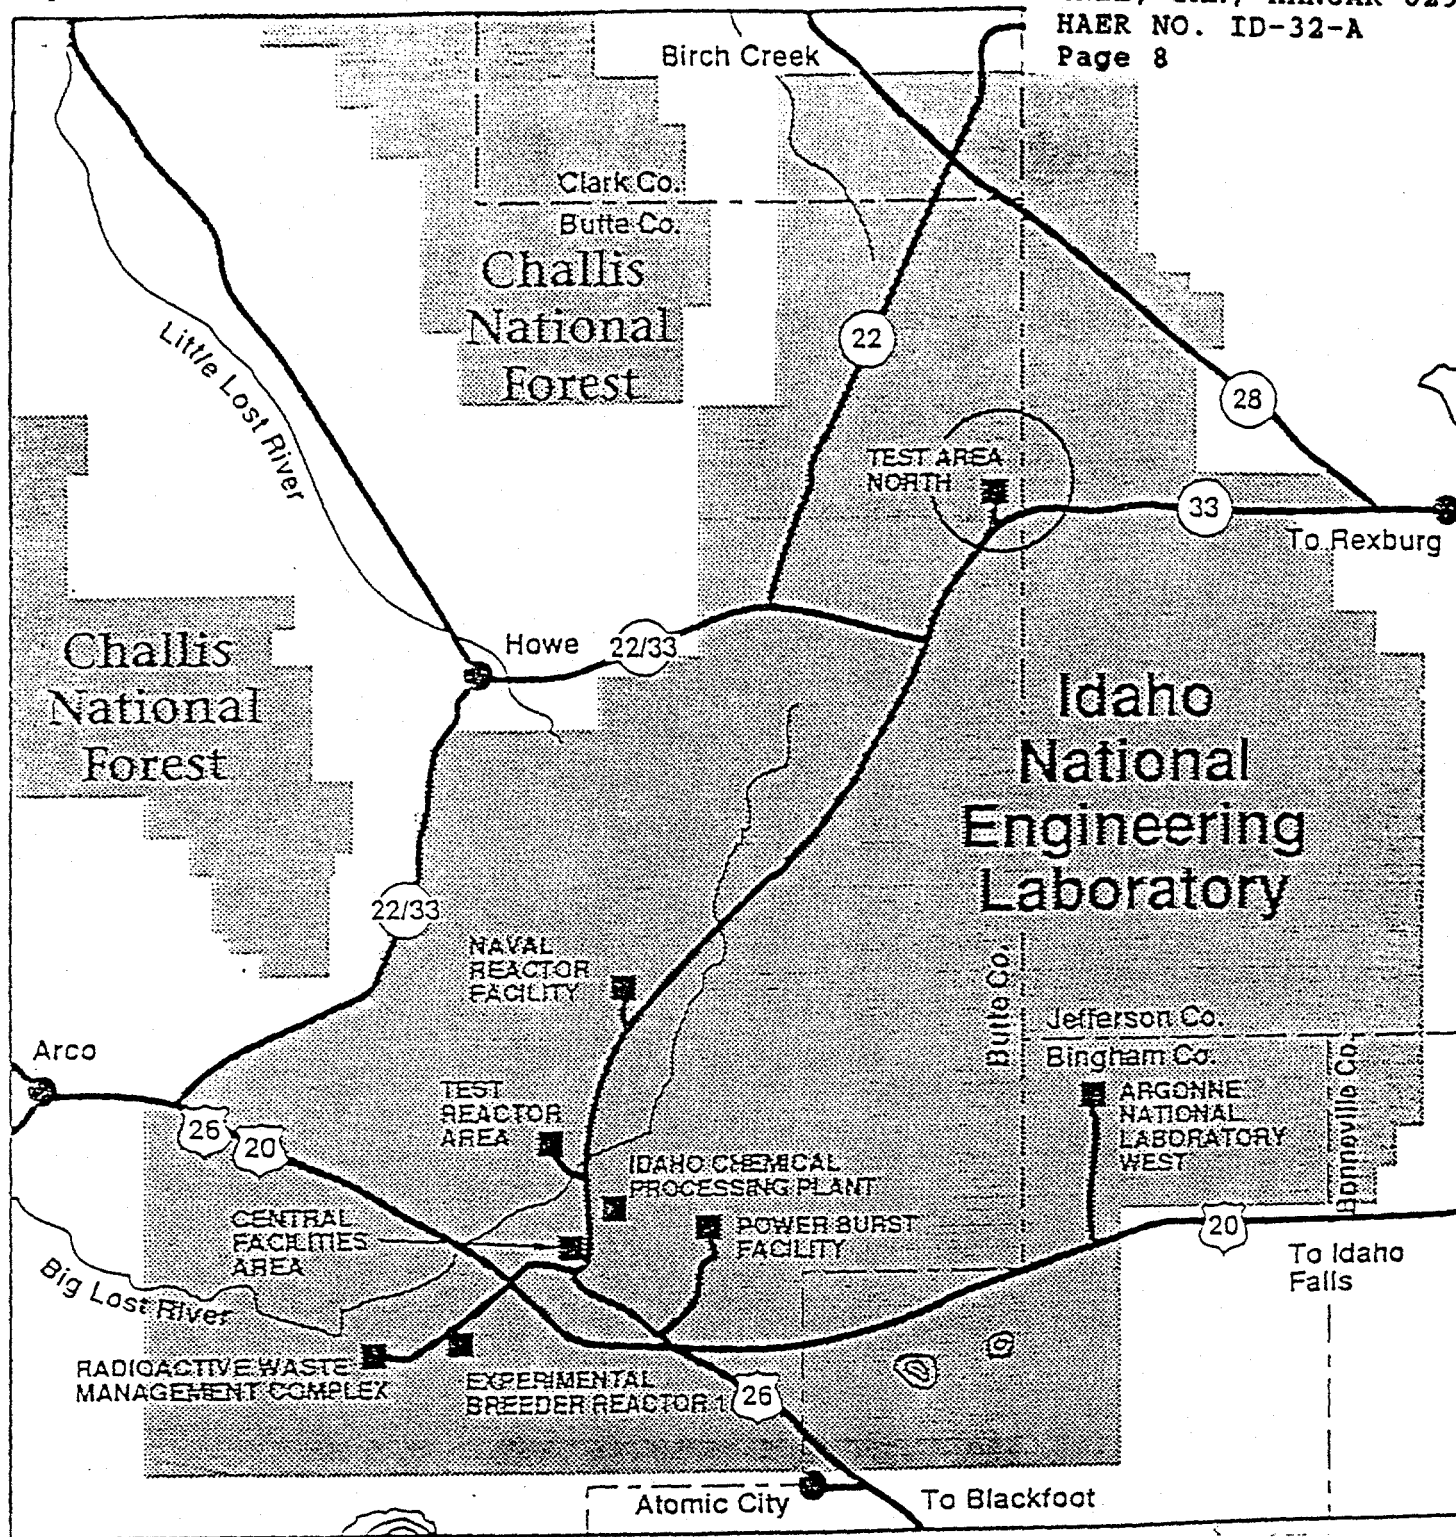 HAER NO. ID-32-A
Page 8
Birch Creek
Clark Co.
Butte Co.
Challis
National
Forest
22
28
Little Lost River
TEST AREA
NORTH
33
To Rexburg
Howe
22/33
Challis
National
Forest
Idaho
National
Engineering
Laboratory
22/33
NAVAL
REACTOR
FACILITY
Butte Co.
Jefferson Co.
Bingham Co.
Bonneville Co.
Arco
26
20
TEST
REACTOR
AREA
ARGONNE
NATIONAL
LABORATORY
WEST
IDAHO CHEMICAL
PROCESSING PLANT
CENTRAL
FACILITIES
AREA
POWER BURST
FACILITY
20
To Idaho
Falls
Big Lost River
RADIOACTIVE WASTE
MANAGEMENT COMPLEX
EXPERIMENTAL
BREEDER REACTOR 1
26
Atomic City
To Blackfoot